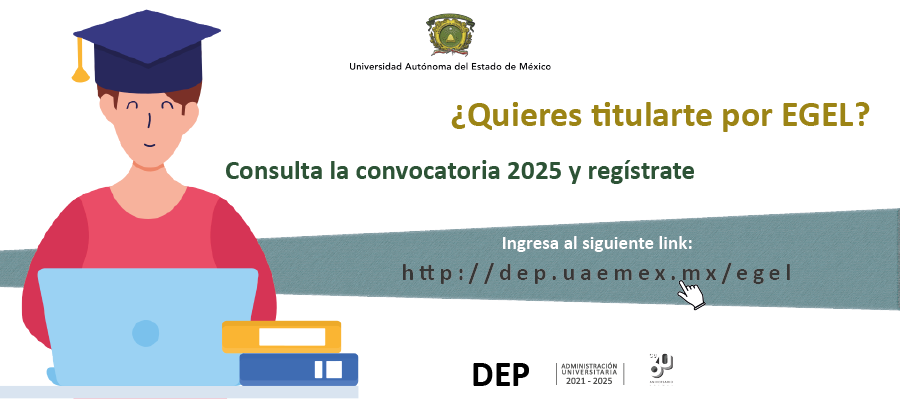 Universidad Autónoma del Estado de México
¿Quieres titularte por EGEL?
Consulta la convocatoria 2025 y regístrate
Ingresa al siguiente link:
http://dep.uaemex.mx/egel
DEP
ADMINISTRACIÓN
UNIVERSITARIA
2021 - 2025